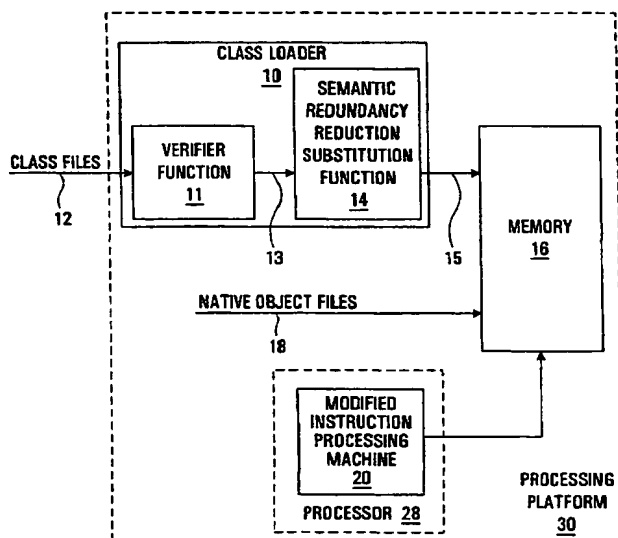 CLASS LOADER
10
SEMANTIC
REDUNDANCY
REDUCTION
SUBSTITUTION
FUNCTION
14
VERIFIER
FUNCTION
11
CLASS FILES
12
13
15
MEMORY
16
NATIVE OBJECT FILES
18
MODIFIED
INSTRUCTION
PROCESSING
MACHINE
20
PROCESSOR 28
PROCESSING
PLATFORM
30